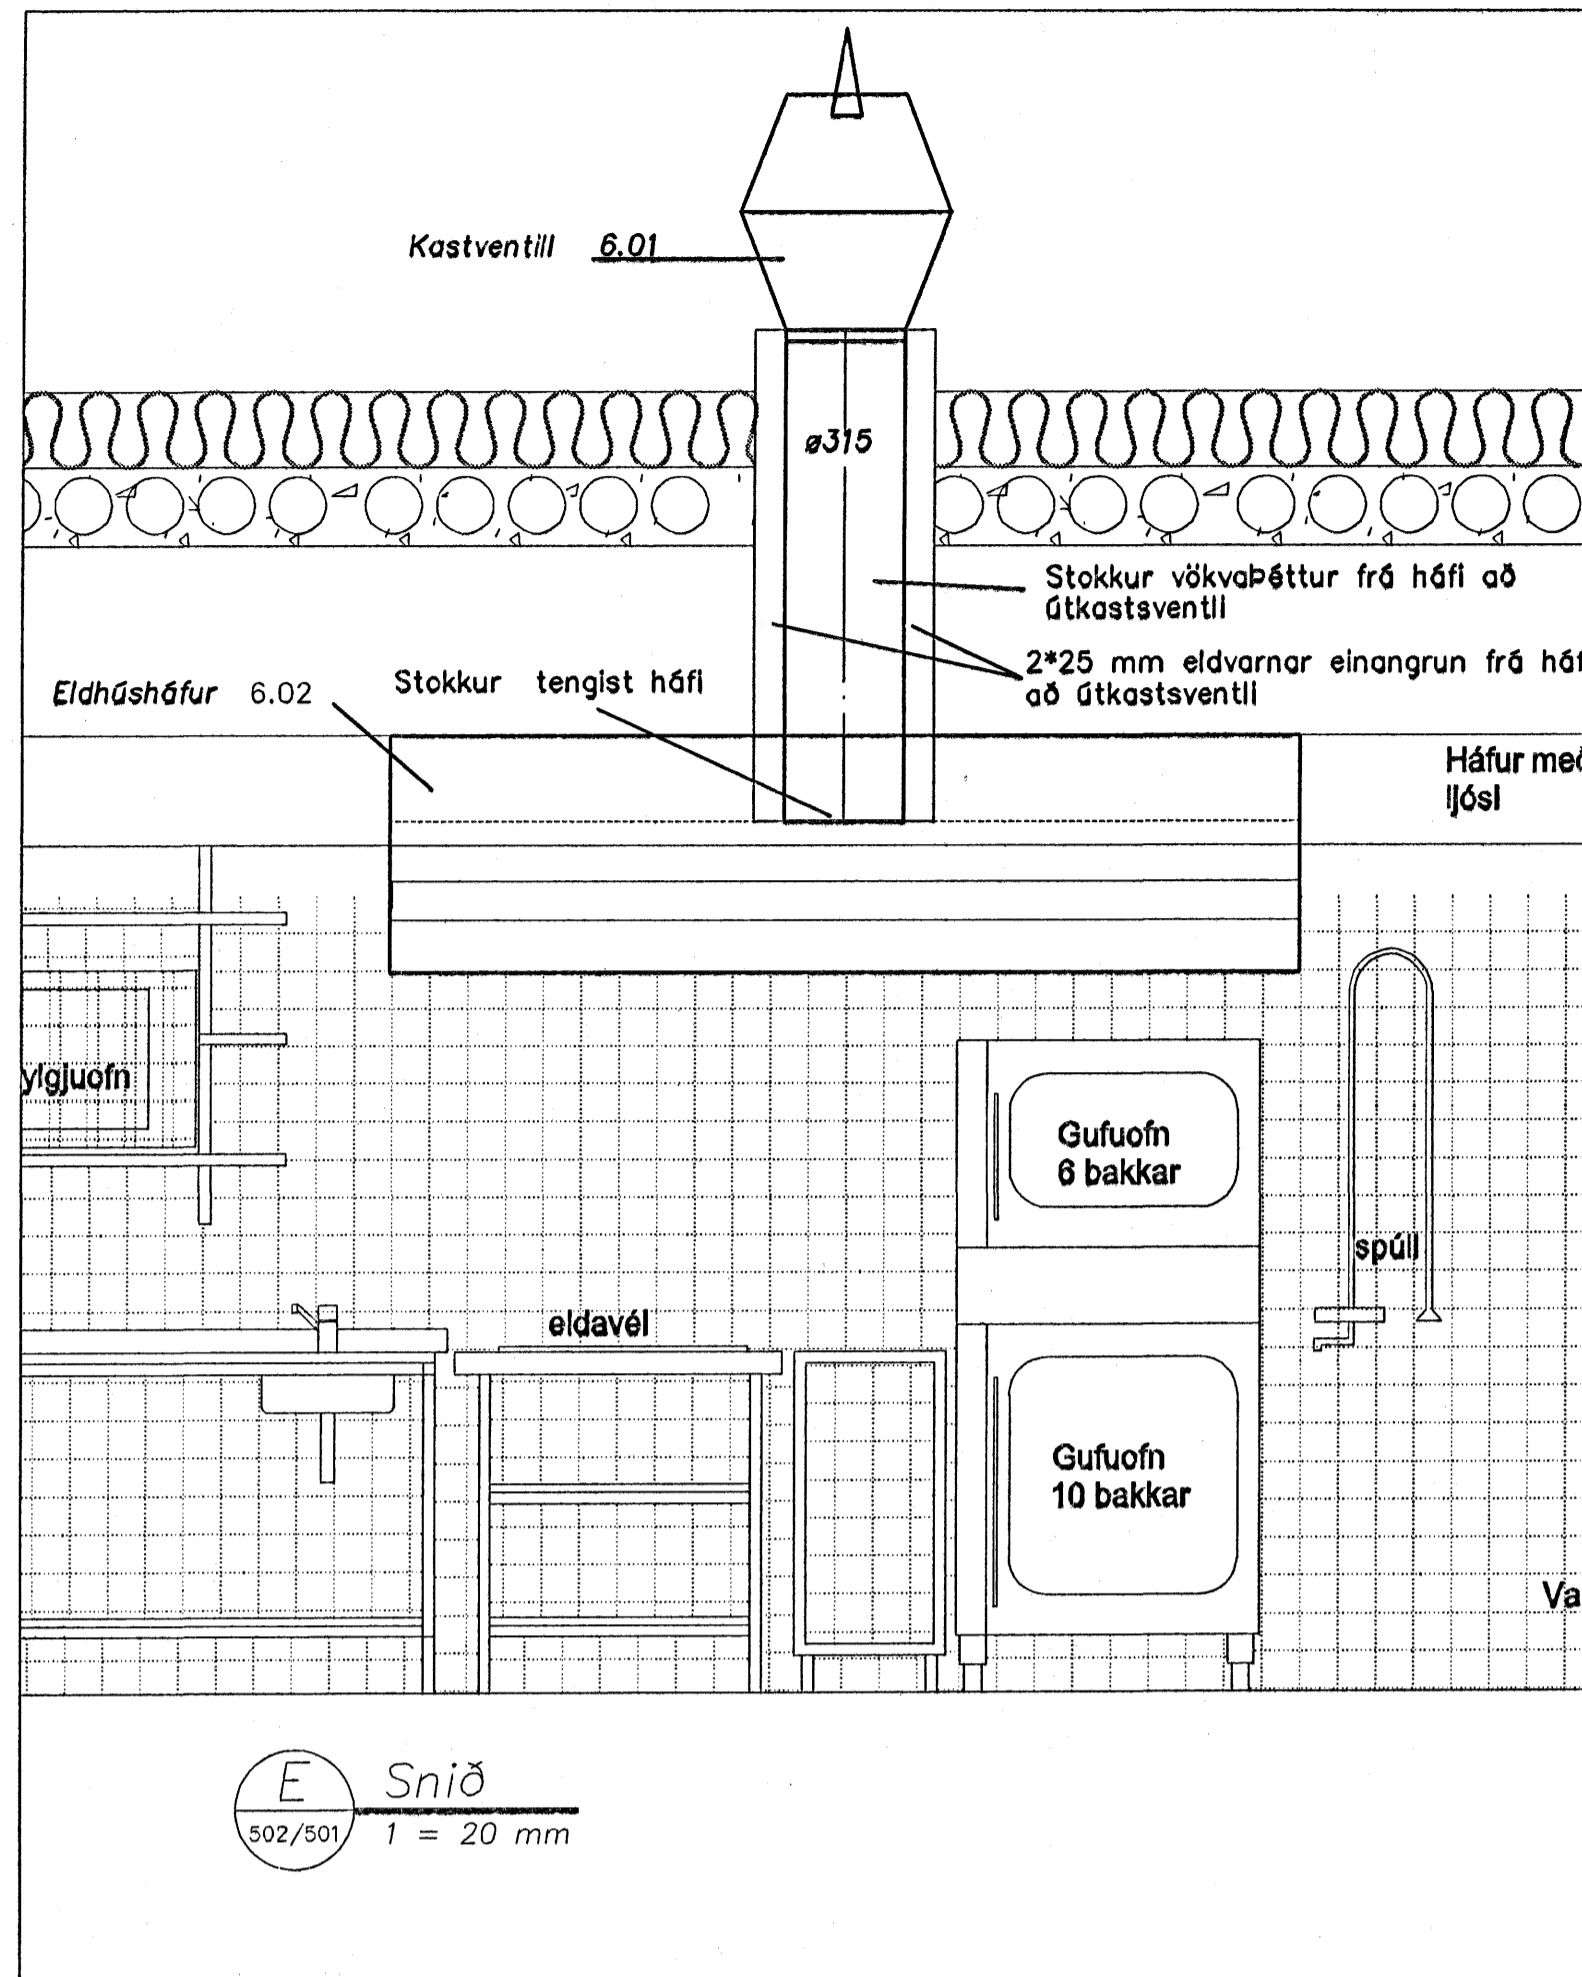 Kastventill 6.01
ø315
Stokkur vökvaþéttur frá háfi að
útkastsventli
2*25 mm eldvarnar einangrun frá háf
að útkastsventli
Eldhúsháfur 6.02
Stokkur tengist háfi
Háfur með
ljósi
ylgjuofn
Gufuofn
6 bakkar
spúll
eldavél
Gufuofn
10 bakkar
Va
E
502/501
Snið
1 = 20 mm